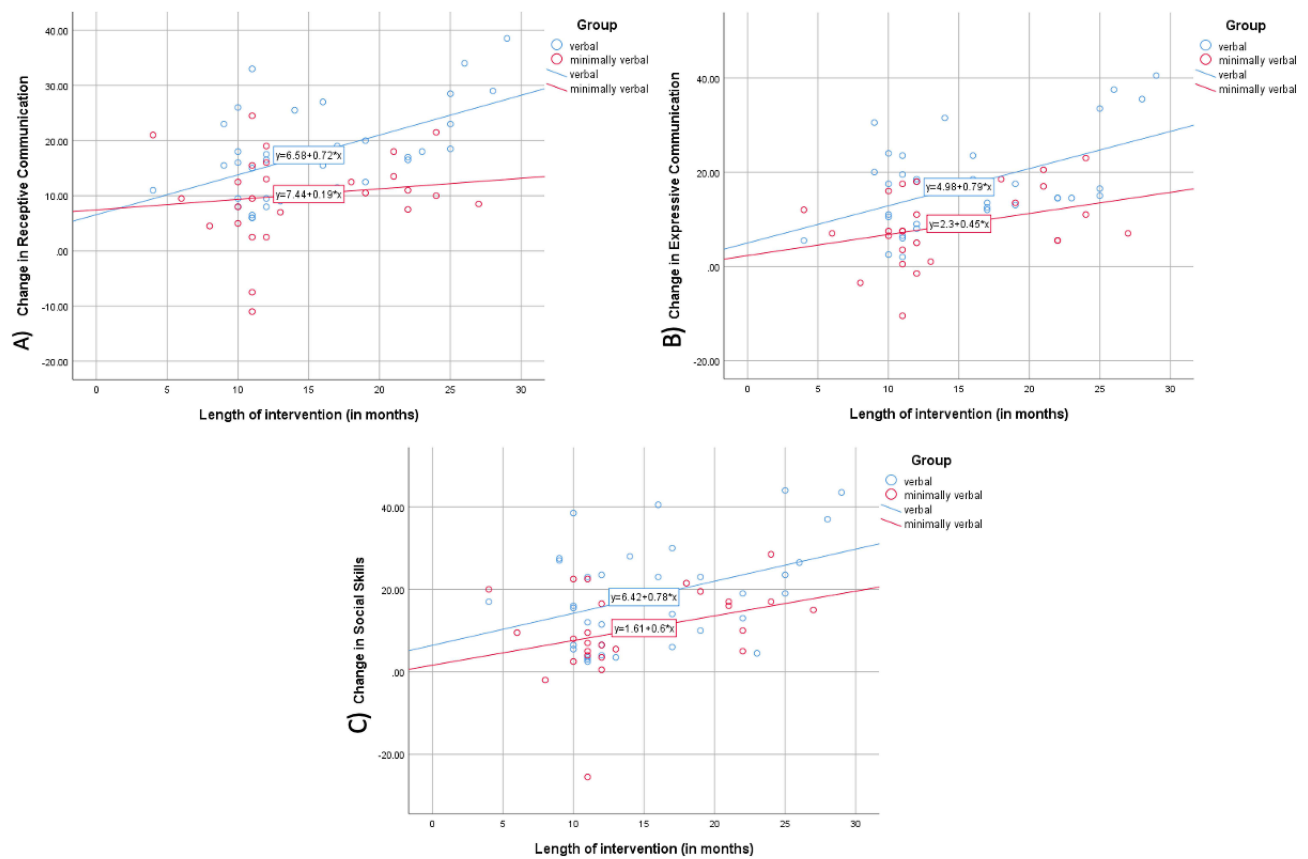 Group
verbal
minimally verbal
verbal
minimally verbal
40.00
30.00
20.00
10.00
.00
-10.00
-20.00
Change in Receptive Communication
A)
y=6.58+0.72*x
y=7.44+0.19*x
0 5 10 15 20 25 30
Length of intervention (in months)
Group
verbal
minimally verbal
verbal
minimally verbal
40.00
20.00
.00
-20.00
Change in Expressive Communication
B)
y=4.98+0.79*x
y=2.3+0.45*x
0 5 10 15 20 25 30
Length of intervention (in months)
Group
verbal
minimally verbal
verbal
minimally verbal
40.00
20.00
.00
-20.00
Change in Social Skills
C)
y=6.42+0.78*x
y=1.61+0.6*x
0 5 10 15 20 25 30
Length of intervention (in months)